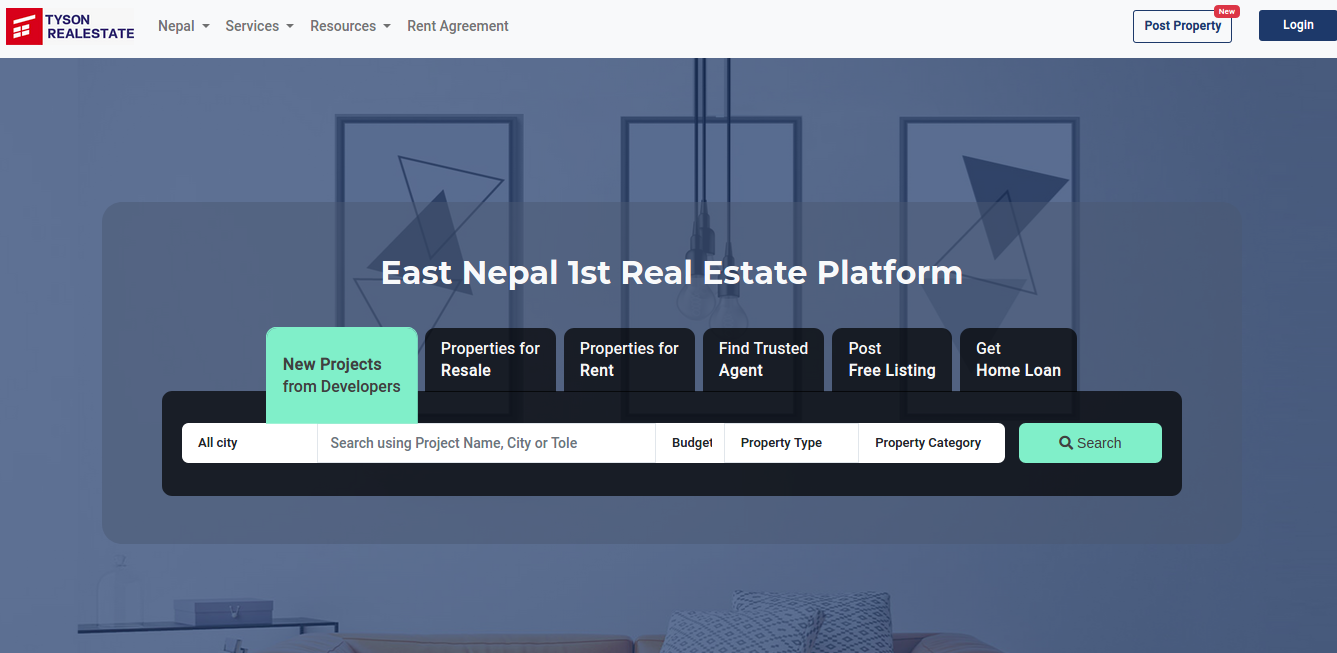 TYSON
REALESTATE
Nepal
Services
Resources
Rent Agreement
New
Post Property
LogIn
East Nepal 1st Real Estate Platform
New Projects
from Developers
Properties for
Resale
Properties for
Rent
Find Trusted
Agent
Post
Free Listing
Get
Home Loan
All city
Search using Project Name, City or Tole
Budget
Property Type
Property Category
Search